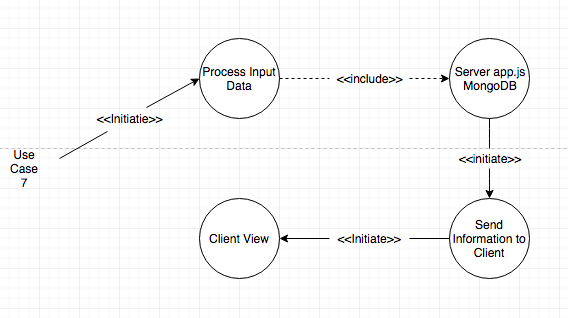 Process Input
Data
<<include>>
Server app.js
MongoDB
<<Initiatie>>
Use
Case
7
<<initiate>>
Send
Information to
Client
<<Initiate>>
Client View